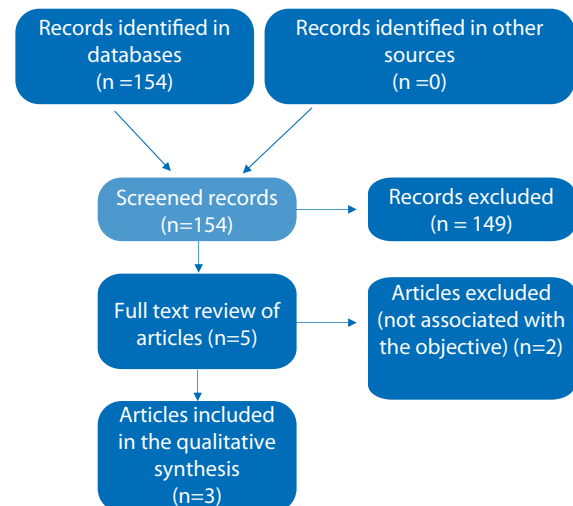 Records identified in
databases
(n =154)
Records identified in other
sources
(n =0)
Screened records
(n=154)
Records excluded
(n = 149)
Full text review of
articles (n=5)
Articles excluded
(not associated with
the objective) (n=2)
Articles included
in the qualitative
synthesis
(n=3)